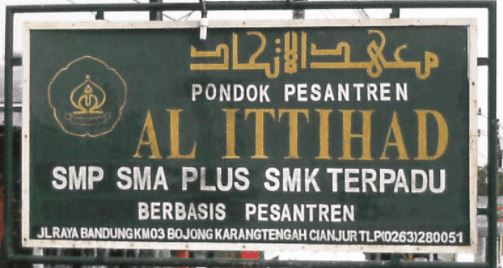 معهد الاتحاد
PONDOK PESANTREN
AL ITTIHAD
SMP SMA PLUS SMK TERPADU
BERBASIS PESANTREN
JL.RAYA BANDUNG KM03 BOJONG KARANGTENGAH CIANJUR TLP(0263)280051